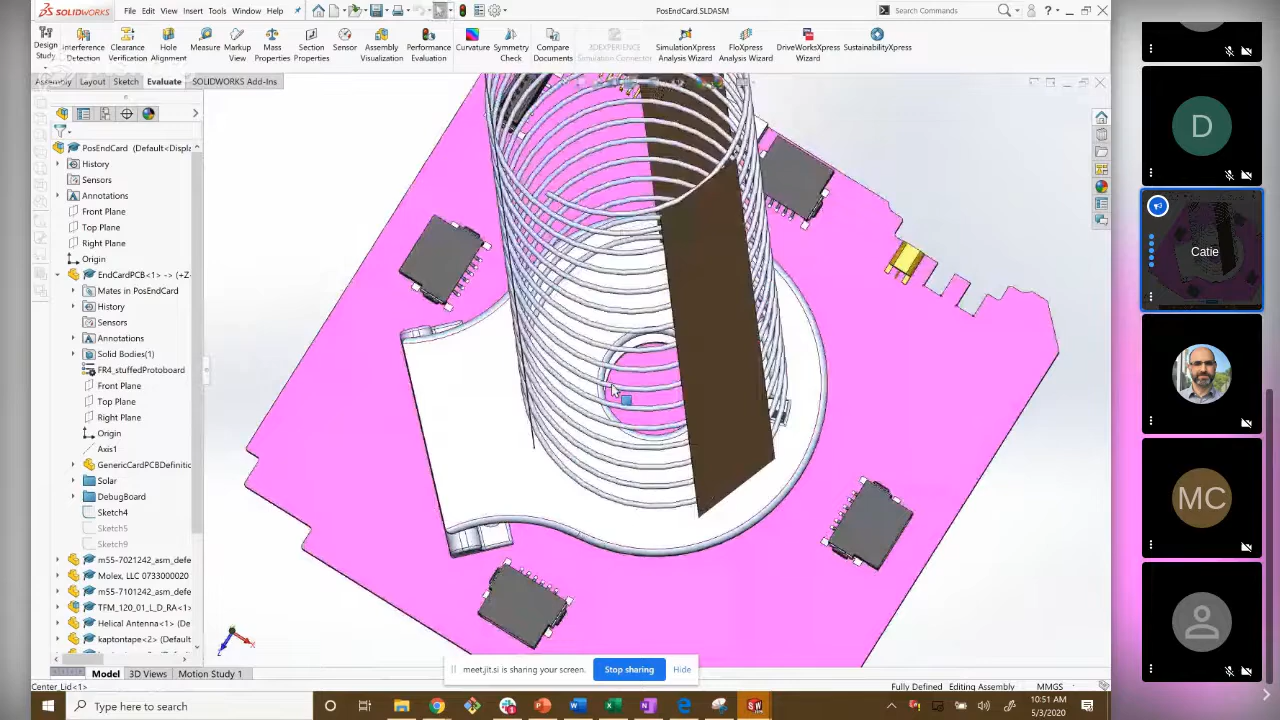 SOLIDWORKS File Edit View Insert Tools Window Help PosEndCard.SLDASM Search Commands
Design Study Interference Detection Clearance Verification Hole Alignment Measure Markup View Mass Properties Section Properties Sensor Assembly Visualization Performance Evaluation Curvature Symmetry Check Compare Documents 3DEXPERIENCE Simulation Connector SimulationXpress Analysis Wizard FloXpress Analysis Wizard DriveWorksXpress Wizard SustainabilityXpress
Assembly Layout Sketch Evaluate SOLIDWORKS Add-Ins
PosEndCard (Default<Displa
History
Sensors
Annotations
Front Plane
Top Plane
Right Plane
Origin
EndCardPCB<1> -> (+Z-
Mates in PosEndCard
History
Sensors
Annotations
Solid Bodies(1)
FR4_stuffedProtoboard
Front Plane
Top Plane
Right Plane
Origin
Axis1
GenericCardPCBDefinitic
Solar
DebugBoard
Sketch4
Sketch5
Sketch9
m55-7021242_asm_defe
Molex, LLC 0733000020
m55-7101242_asm_defe
TFM_120_01_L_D_RA<1>
Helical Antenna<1> (De
kaptontape<2> (Default
Model 3D Views Motion Study 1
meet.jit.si is sharing your screen. Stop sharing Hide
Center Lid<1> Fully Defined Editing Assembly MMGS
Type here to search
10:51 AM
5/3/2020
D
Catie
MC